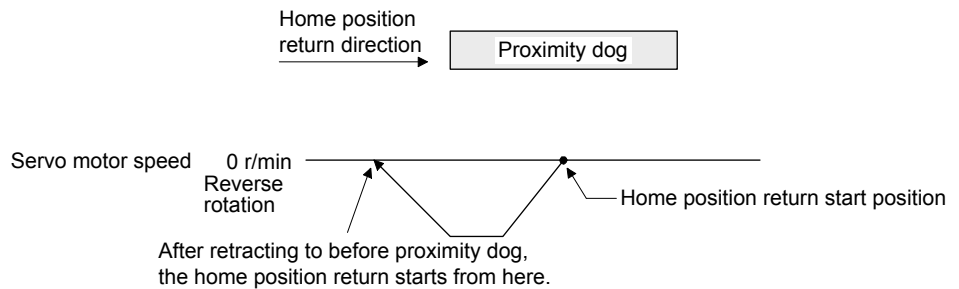 Home position
return direction
Proximity dog
Servo motor speed 0 r/min
Reverse
rotation
Home position return start position
After retracting to before proximity dog,
the home position return starts from here.